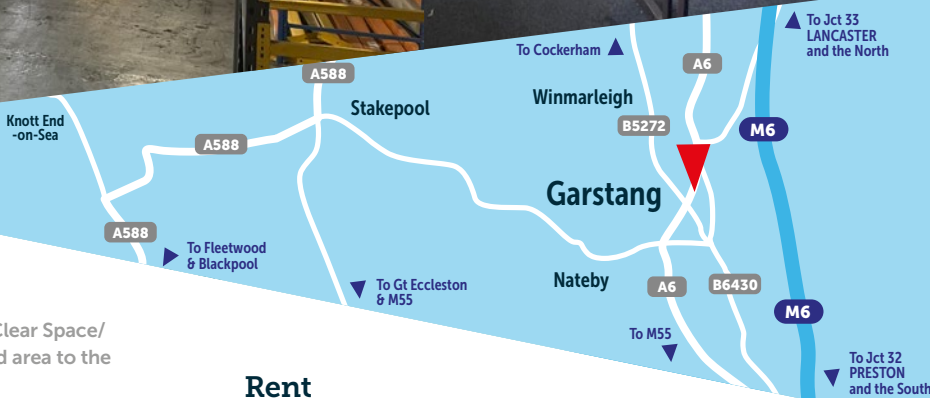 To Jct 33
LANCASTER
and the North
To Cockerham
A6
A588
Stakepool
Winmarleigh
Knott End
-on-Sea
B5272
M6
A588
Garstang
A588
To Fleetwood
& Blackpool
Nateby
To Gt Eccleston
& M55
A6
B6430
M6
To M55
Clear Space/
d area to the
To Jct 32
PRESTON
and the South
Rent